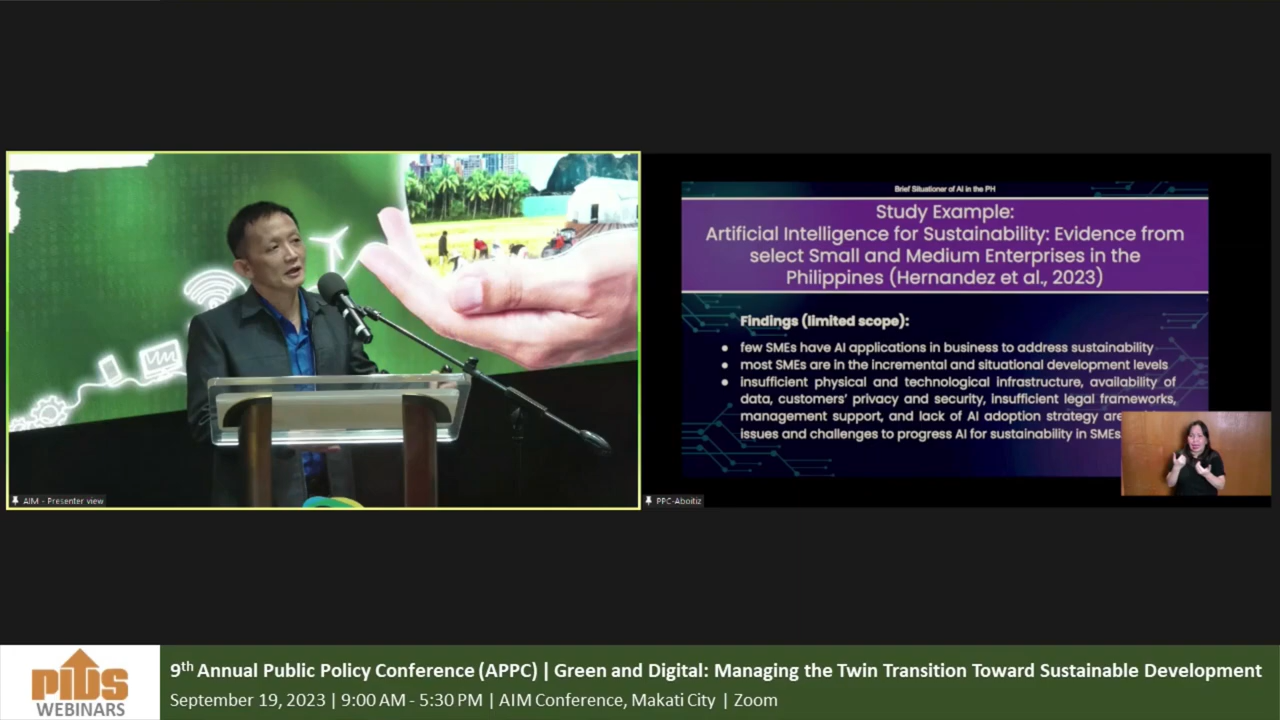 Brief Situationer of AI in the PH
Study Example:
Artificial Intelligence for Sustainability: Evidence from
select Small and Medium Enterprises in the
Philippines (Hernandez et al., 2023)
Findings (limited scope):
few SMEs have AI applications in business to address sustainability
most SMEs are in the incremental and situational development levels
insufficient physical and technological infrastructure, availability of
data, customers' privacy and security, insufficient legal frameworks,
management support, and lack of AI adoption strategy are
issues and challenges to progress AI for sustainability in SMEs
AIM - Presenter view
PPC-Aboitiz
PIDS
WEBINARS
9th Annual Public Policy Conference (APPC) | Green and Digital: Managing the Twin Transition Toward Sustainable Development
September 19, 2023 | 9:00 AM - 5:30 PM | AIM Conference, Makati City | Zoom